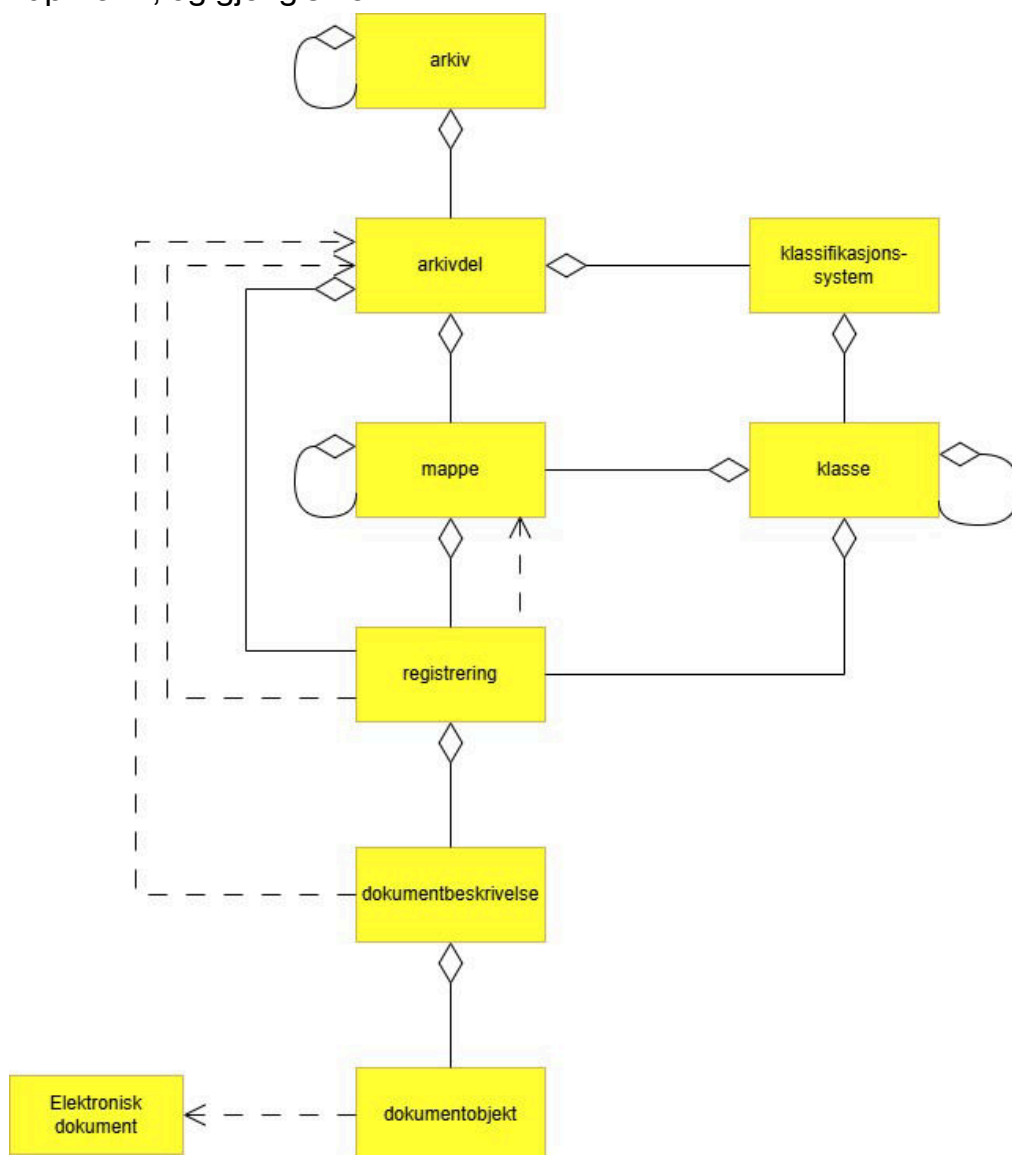 arkiv
arkivdel
klassifikasjons-
system
mappe
klasse
registrering
dokumentbeskrivelse
Elektronisk
dokument
dokumentobjekt